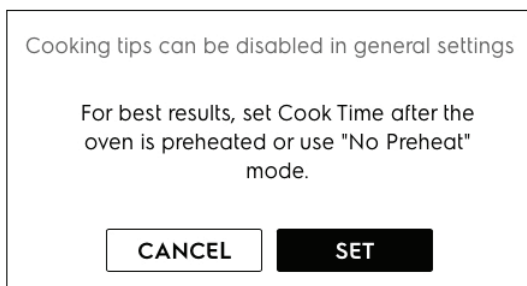 Cooking tips can be disabled in general settings
For best results, set Cook Time after the
oven is preheated or use "No Preheat"
mode.
CANCEL SET